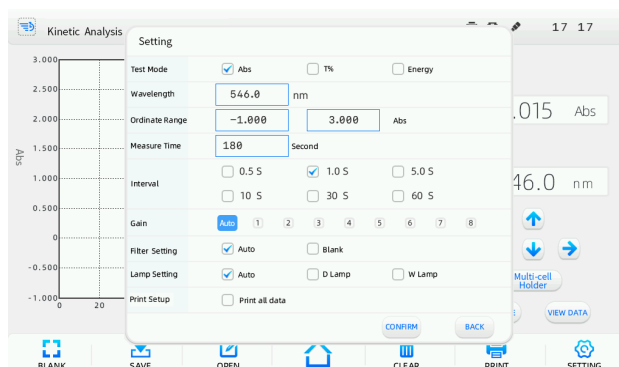 Kinetic Analysis
17 17
Setting
Test Mode Abs T% Energy
Wavelength 546.0 nm
Ordinate Range -1.000 3.000 Abs
Measure Time 180 Second
Interval
0.5 S 1.0 S 5.0 S
10 S 30 S 60 S
Gain Auto 1 2 3 4 5 6 7 8
Filter Setting Auto Blank
Lamp Setting Auto D Lamp W Lamp
Print Setup Print all data
CONFIRM BACK
3.000
2.500
2.000
1.500
1.000
0.500
0
-0.500
-1.000
Abs
0 20
.015 Abs
46.0 nm
Multi-cell
Holder
E VIEW DATA
BLANK SAVE OPEN CLEAR PRINT SETTING